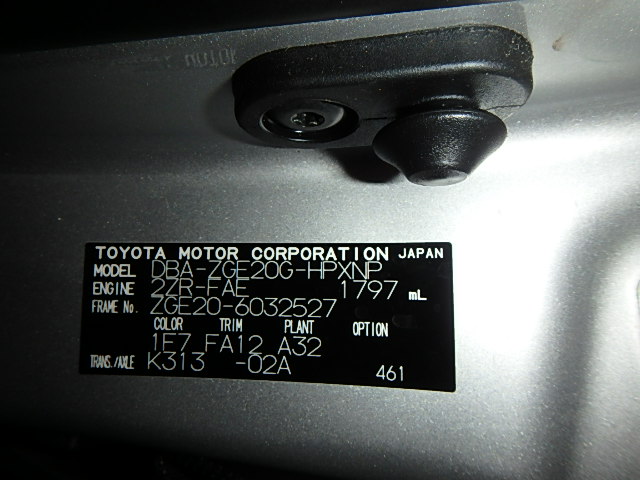 TOYOTA MOTOR CORPORATION JAPAN
MODEL DBA-ZGE20G-HPXNP
ENGINE 2ZR-FAE 1797 mL
FRAME No. ZGE20-6032527
COLOR TRIM PLANT OPTION
1F7 FA12 A32
TRANS./AXLE K313 -02A 461